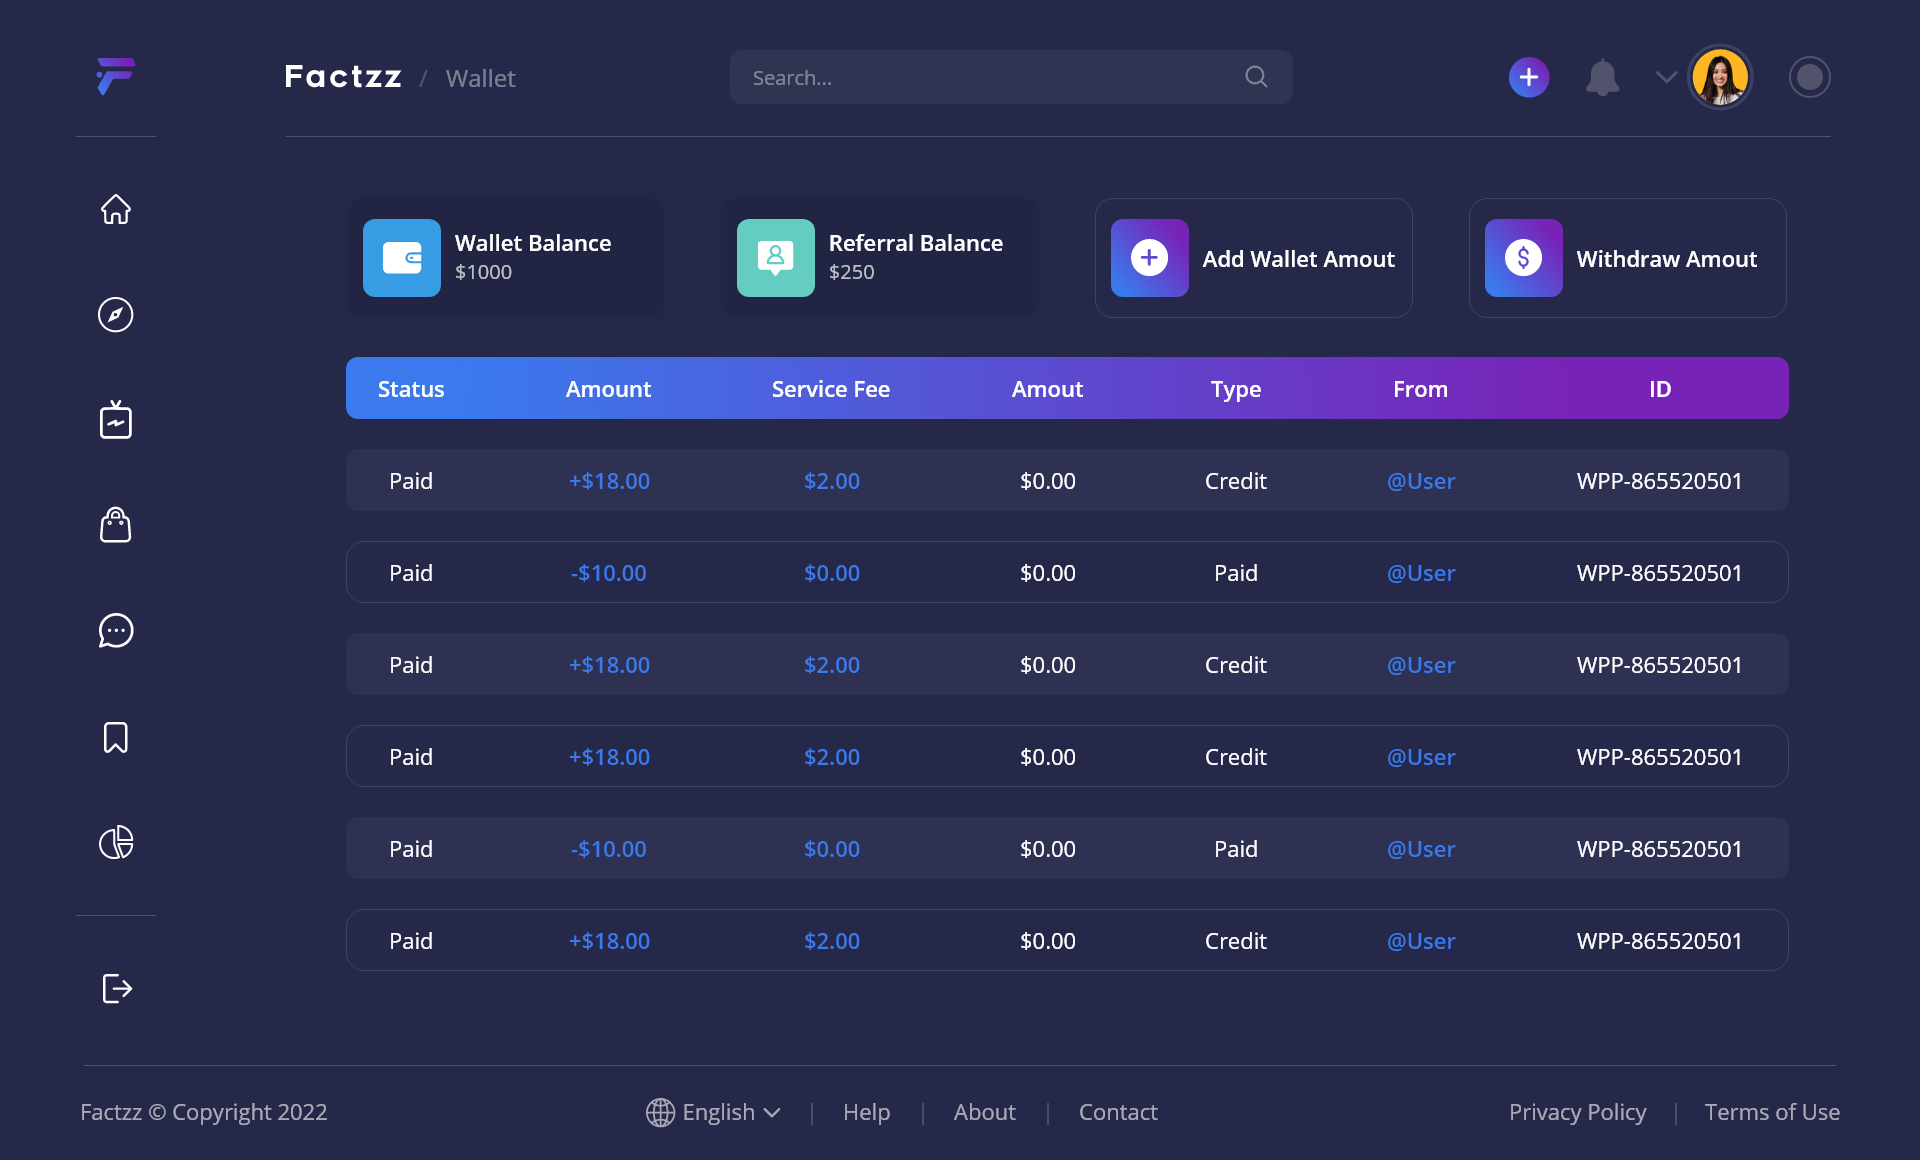 Factzz / Wallet
Search...
Wallet Balance
$1000
Referral Balance
$250
Add Wallet Amout
Withdraw Amout
Status Amount Service Fee Amout Type From ID
Paid +$18.00 $2.00 $0.00 Credit @User WPP-865520501
Paid -$10.00 $0.00 $0.00 Paid @User WPP-865520501
Paid +$18.00 $2.00 $0.00 Credit @User WPP-865520501
Paid +$18.00 $2.00 $0.00 Credit @User WPP-865520501
Paid -$10.00 $0.00 $0.00 Paid @User WPP-865520501
Paid +$18.00 $2.00 $0.00 Credit @User WPP-865520501
Factzz © Copyright 2022 English | Help | About | Contact Privacy Policy | Terms of Use